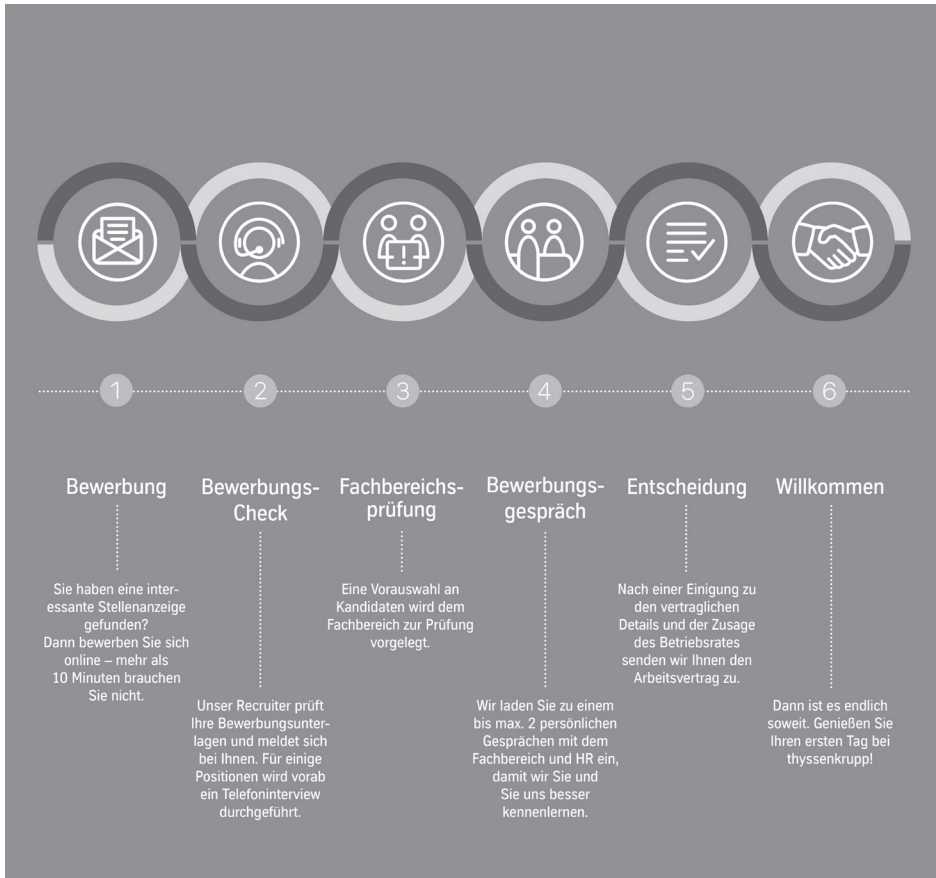 1
2
3
4
5
6
Bewerbung
Sie haben eine inter-
essante Stellenanzeige
gefunden?
Dann bewerben Sie sich
online – mehr als
10 Minuten brauchen
Sie nicht.
Bewerbungs-
Check
Unser Recruiter prüft
Ihre Bewerbungsunter-
lagen und meldet sich
bei Ihnen. Für einige
Positionen wird vorab
ein Telefoninterview
durchgeführt.
Fachbereichs-
prüfung
Eine Vorauswahl an
Kandidaten wird dem
Fachbereich zur Prüfung
vorgelegt.
Bewerbungs-
gespräch
Wir laden Sie zu einem
bis max. 2 persönlichen
Gesprächen mit dem
Fachbereich und HR ein,
damit wir Sie und
Sie uns besser
kennenlernen.
Entscheidung
Nach einer Einigung zu
den vertraglichen
Details und der Zusage
des Betriebsrates
senden wir Ihnen den
Arbeitsvertrag zu.
Willkommen
Dann ist es endlich
soweit. Genießen Sie
Ihren ersten Tag bei
thyssenkrupp!